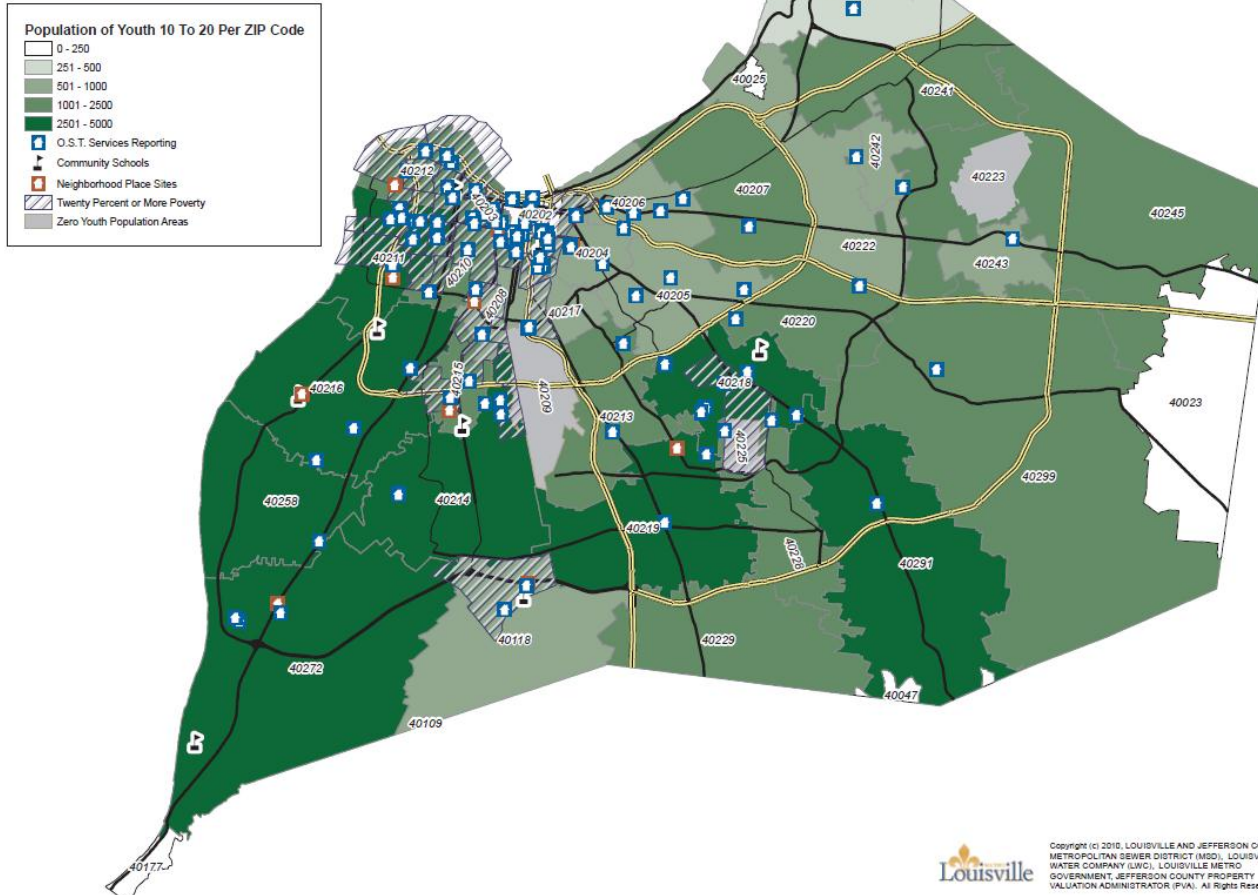 Population of Youth 10 To 20 Per ZIP Code
0 - 250
251 - 500
501 - 1000
1001 - 2500
2501 - 5000
O.S.T. Services Reporting
Community Schools
Neighborhood Place Sites
Twenty Percent or More Poverty
Zero Youth Population Areas
40025
40241
40242
40212
40223
40203
40207
40206
40202
40245
40222
40211
40204
40243
40210
40205
40208
40217
40220
40215
40218
40216
40209
40023
40213
40225
40299
40258
40214
40219
40228
40291
40118
40229
40272
40047
40109
40177
Louisville
Copyright (c) 2010, LOUISVILLE AND JEFFERSON CO
METROPOLITAN SEWER DISTRICT (MSD), LOUISV
WATER COMPANY (LWC), LOUISVILLE METRO
GOVERNMENT, JEFFERSON COUNTY PROPERTY
VALUATION ADMINISTRATOR (PVA). All Rights Rese